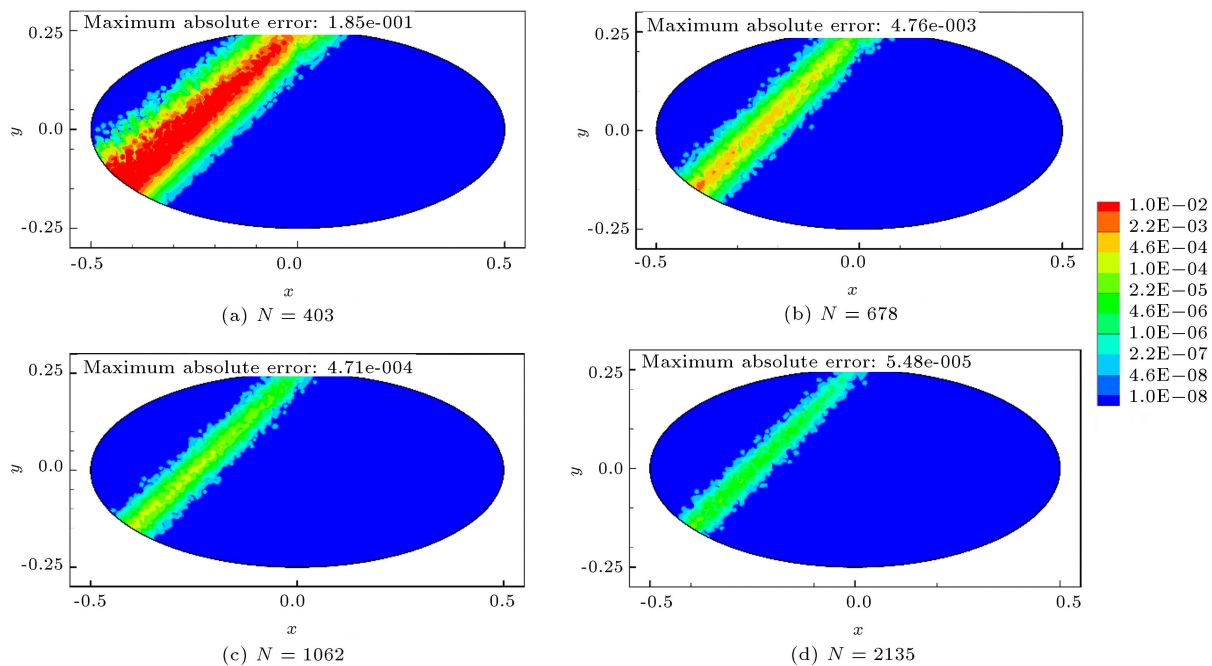 Maximum absolute error: 1.85e-001
0.25
0.0
-0.25
y
-0.5
0.0
0.5
x
(a) N = 403
Maximum absolute error: 4.76e-003
0.25
0.0
-0.25
y
-0.5
0.0
0.5
x
(b) N = 678
1.0E−02
2.2E−03
4.6E−04
1.0E−04
2.2E−05
4.6E−06
1.0E−06
2.2E−07
4.6E−08
1.0E−08
Maximum absolute error: 4.71e-004
0.25
0.0
-0.25
y
-0.5
0.0
0.5
x
(c) N = 1062
Maximum absolute error: 5.48e-005
0.25
0.0
-0.25
y
-0.5
0.0
0.5
x
(d) N = 2135